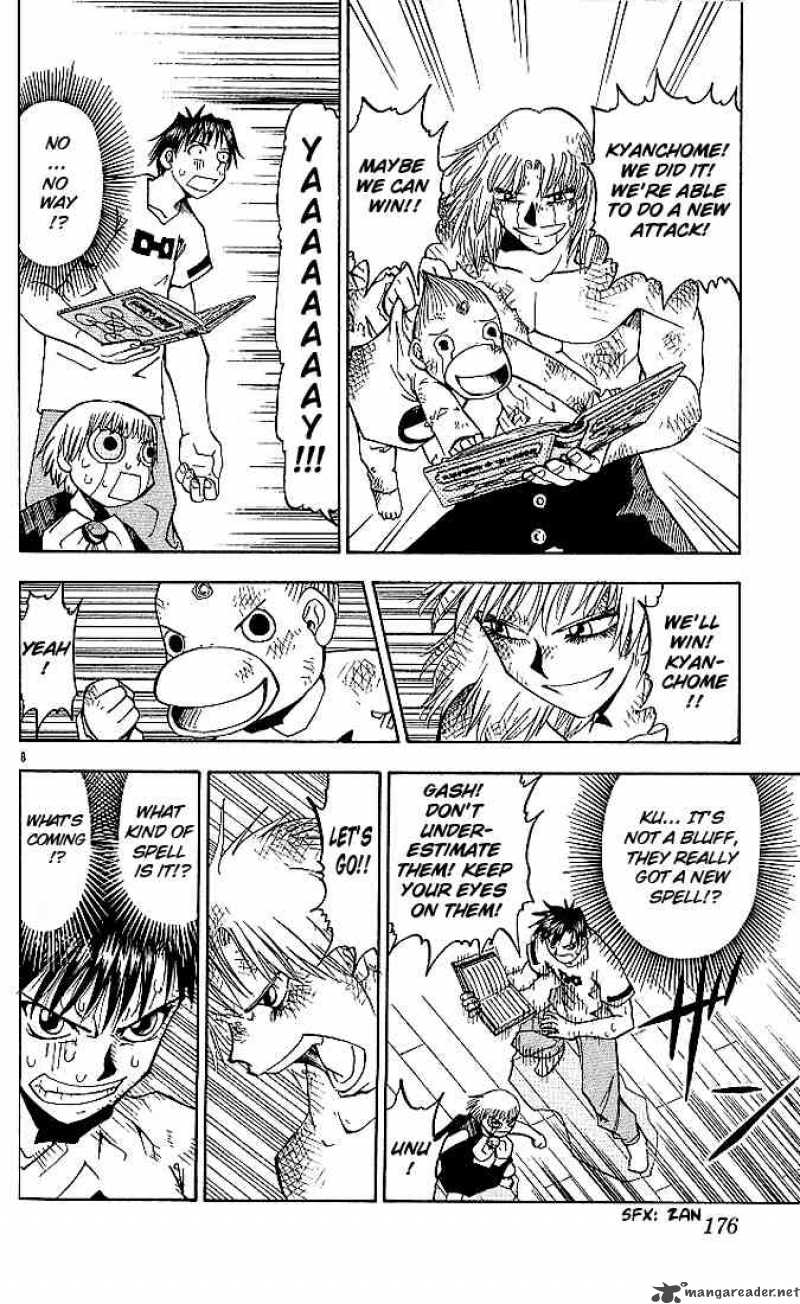 KYANCHOME!
WE DID IT!
WE'RE ABLE
TO DO A NEW
ATTACK!
MAYBE
WE CAN
WIN!!
YAAAAAAAAAAY!!!
NO
...
NO
WAY
!?
WE'LL
WIN!
KYAN-
CHOME
!!
YEAH
!
8
KU... IT'S
NOT A BLUFF,
THEY REALLY
GOT A NEW
SPELL!?
GASH!
DON'T
UNDER-
ESTIMATE
THEM! KEEP
YOUR EYES
ON THEM!
UNU
!
LET'S
GO!!
WHAT
KIND OF
SPELL
IS IT!?
WHAT'S
COMING
!?
SFX: ZAN
176
mangareader.net